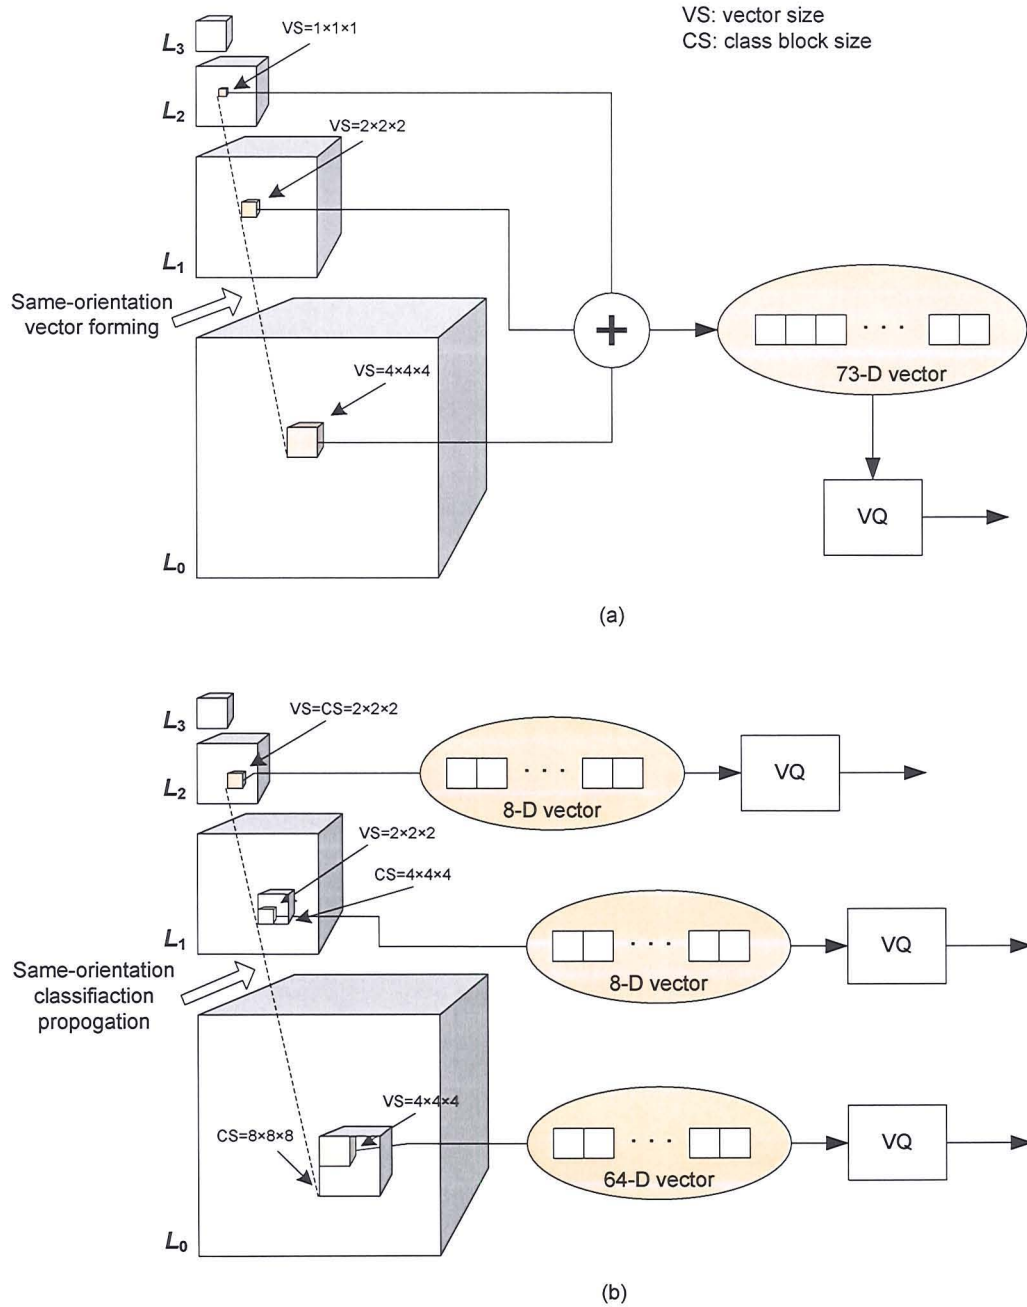 VS: vector size
CS: class block size
L3
VS=1×1×1
L2
VS=2×2×2
L1
Same-orientation
vector forming
VS=4×4×4
+
· · ·
73-D vector
VQ
L0
(a)
L3
VS=CS=2×2×2
L2
· · ·
8-D vector
VQ
VS=2×2×2
CS=4×4×4
L1
· · ·
8-D vector
VQ
Same-orientation
classifiaction
propogation
VS=4×4×4
CS=8×8×8
· · ·
64-D vector
VQ
L0
(b)